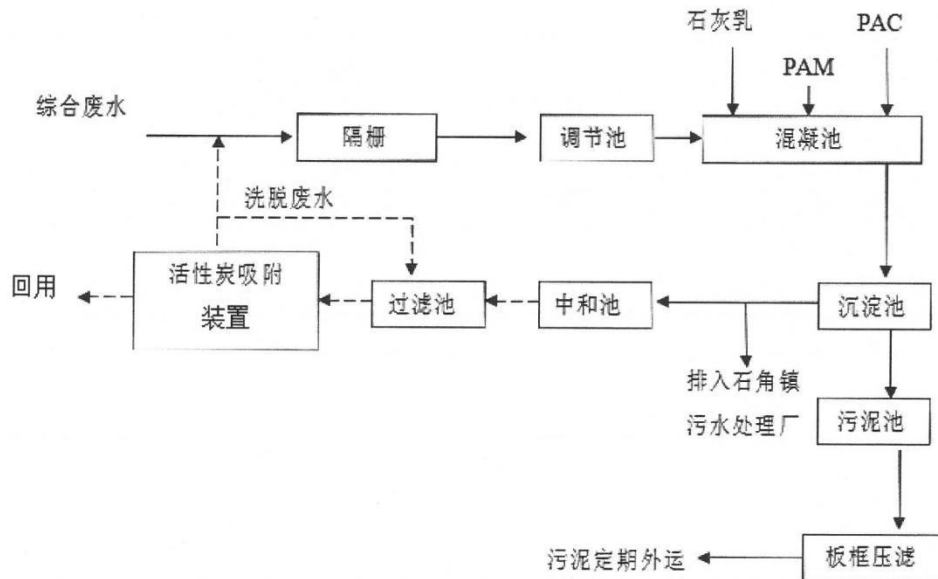 石灰乳
PAC
PAM
综合废水
隔栅
调节池
混凝池
洗脱废水
回用
活性炭吸附
装置
过滤池
中和池
沉淀池
排入石角镇
污水处理厂
污泥池
污泥定期外运
板框压滤